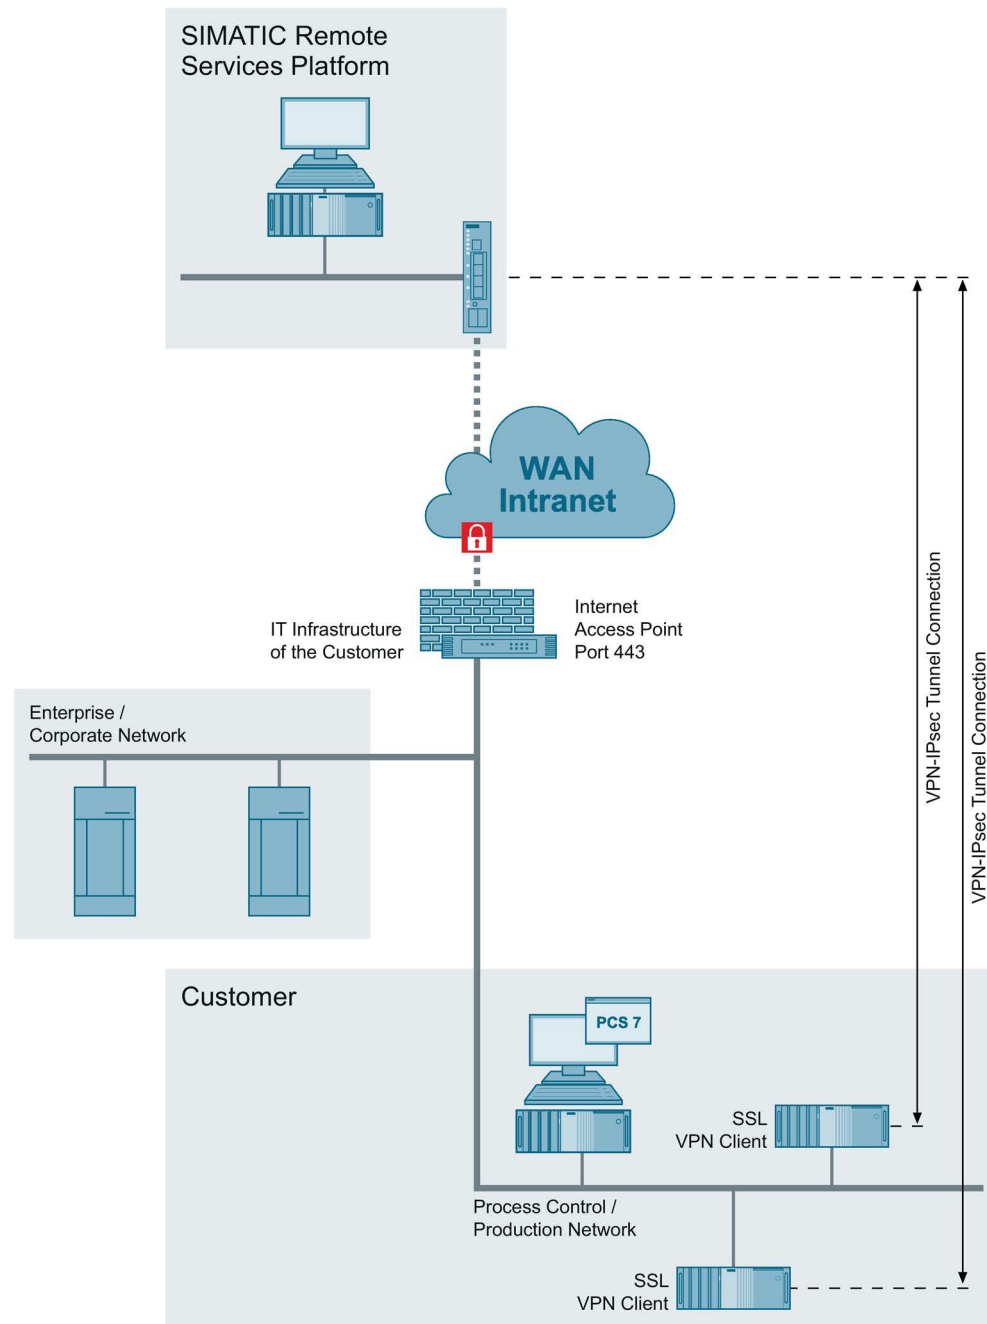 SIMATIC Remote
Services Platform
WAN
Intranet
IT Infrastructure
of the Customer
Internet
Access Point
Port 443
Enterprise /
Corporate Network
VPN-IPsec Tunnel Connection
VPN-IPsec Tunnel Connection
Customer
PCS 7
SSL
VPN Client
Process Control /
Production Network
SSL
VPN Client